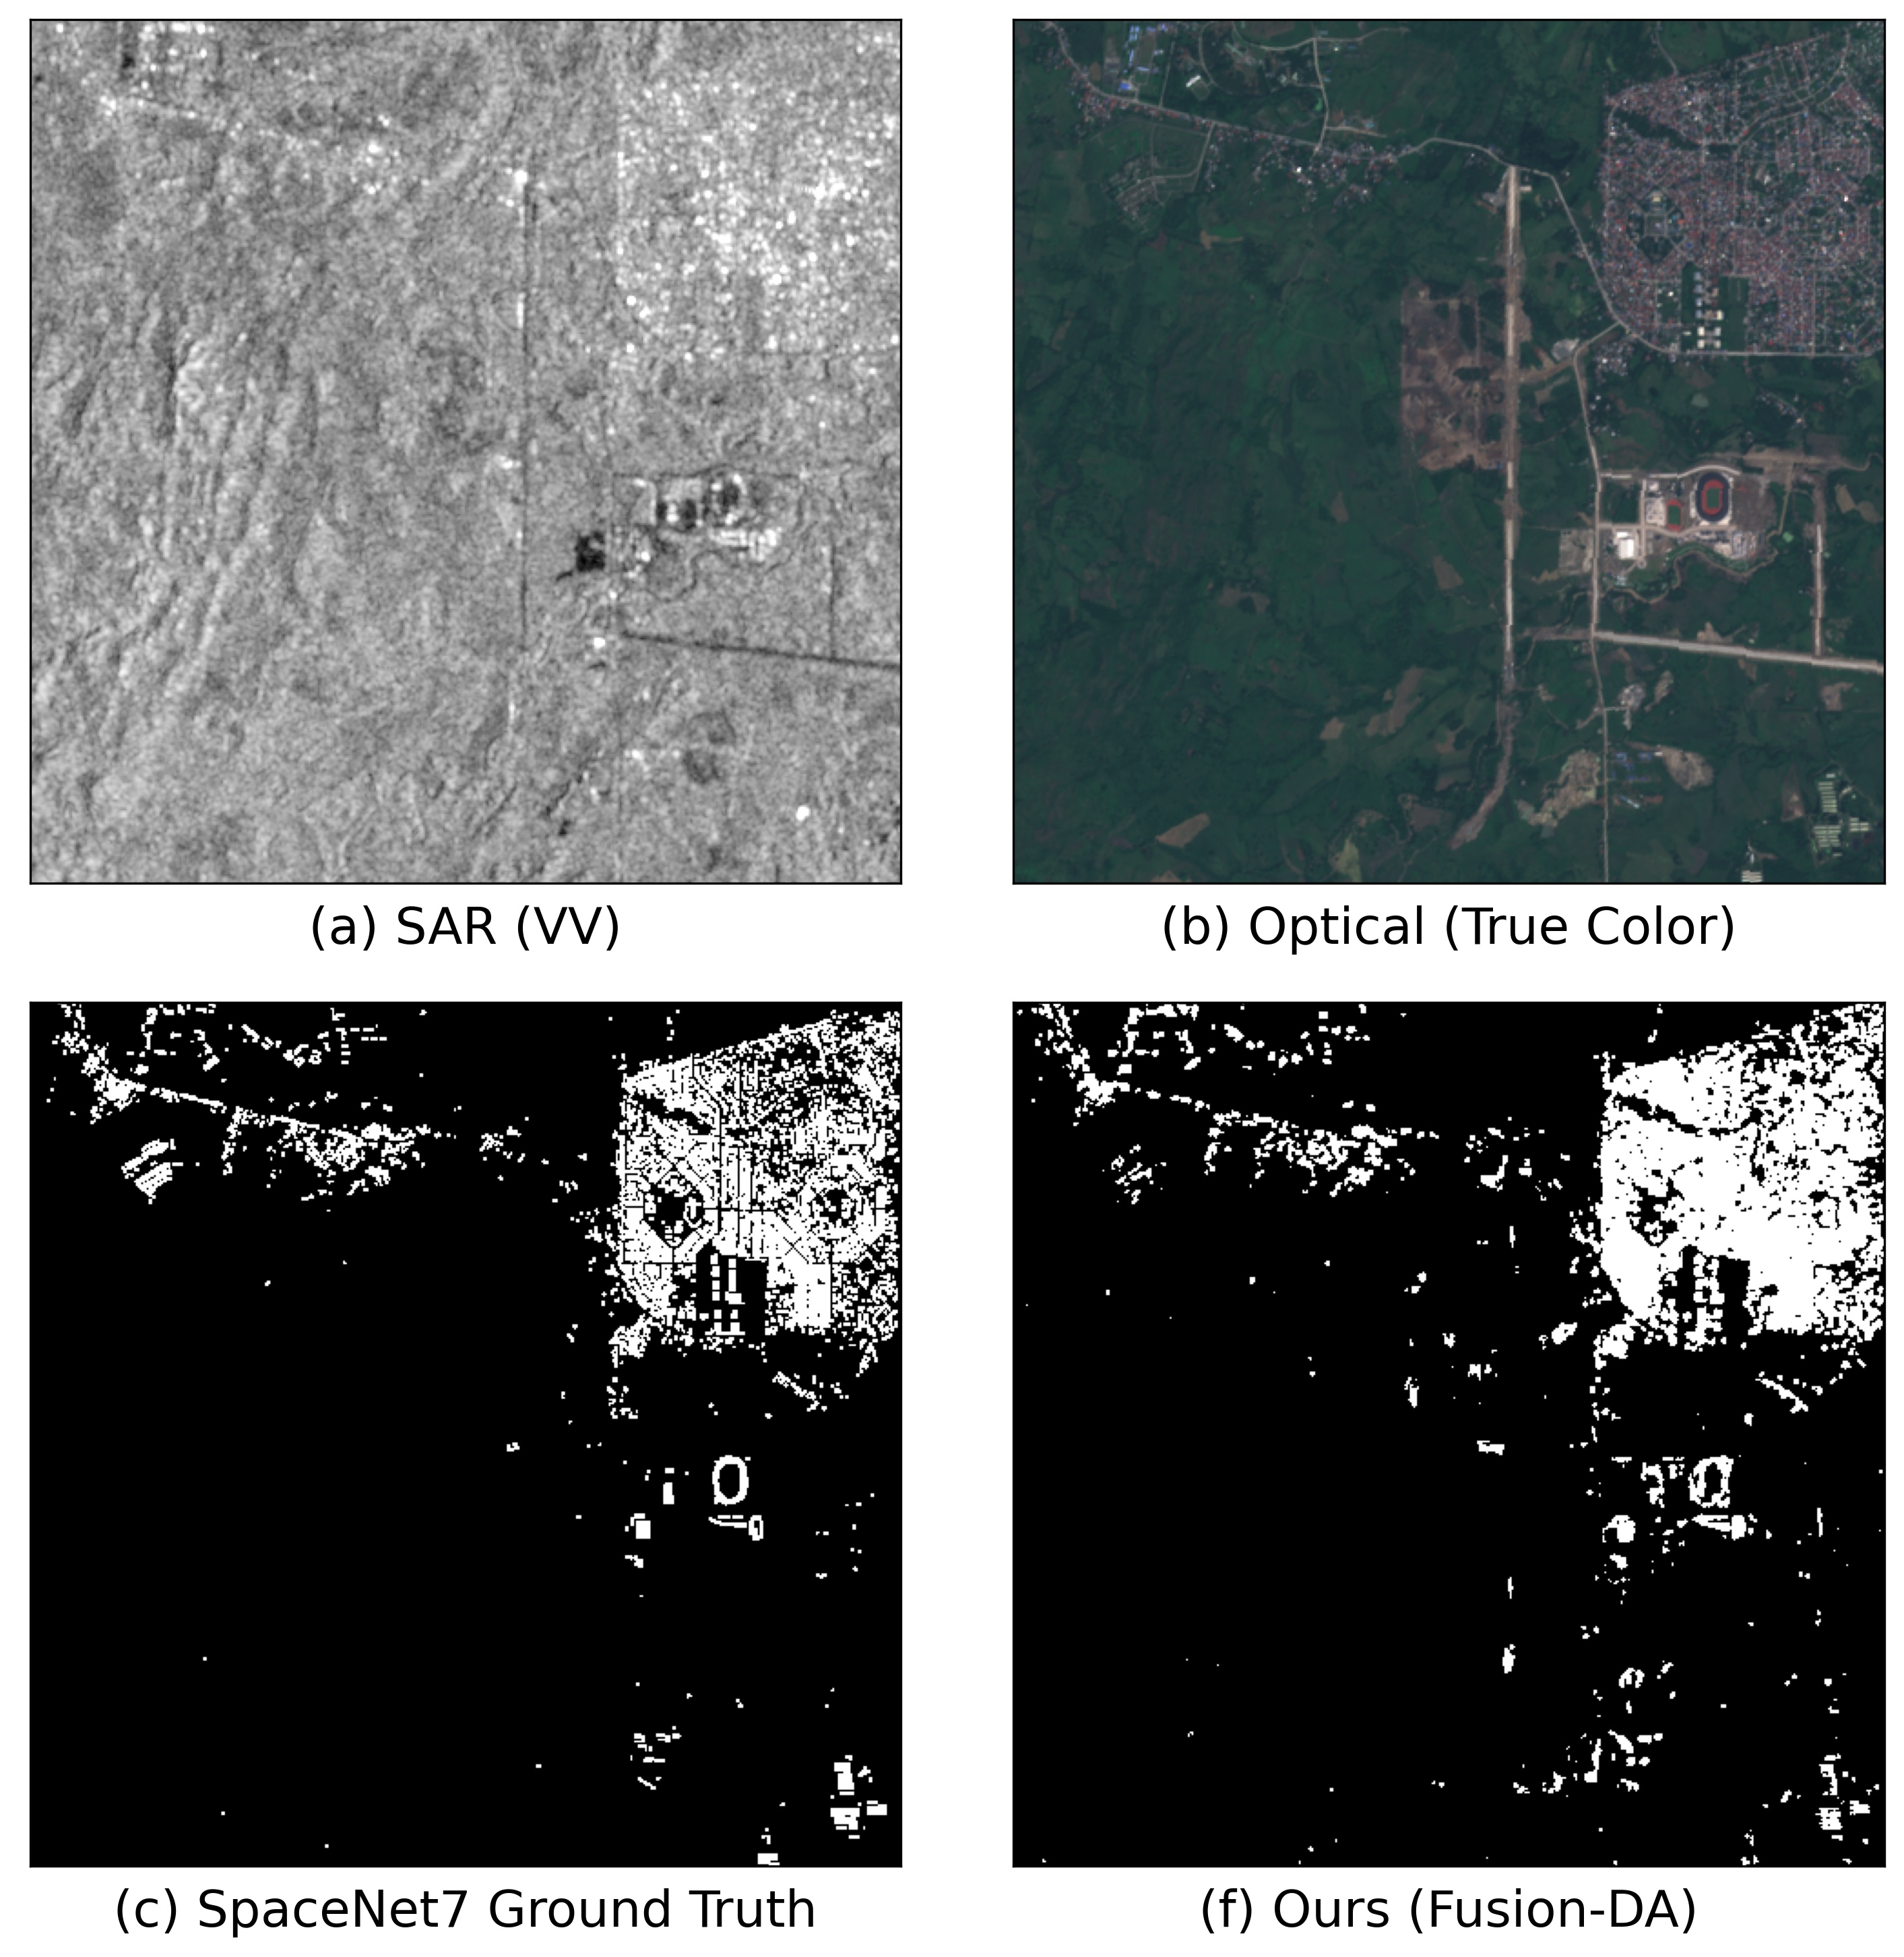 (a) SAR (VV)
(b) Optical (True Color)
(c) SpaceNet7 Ground Truth
(f) Ours (Fusion-DA)